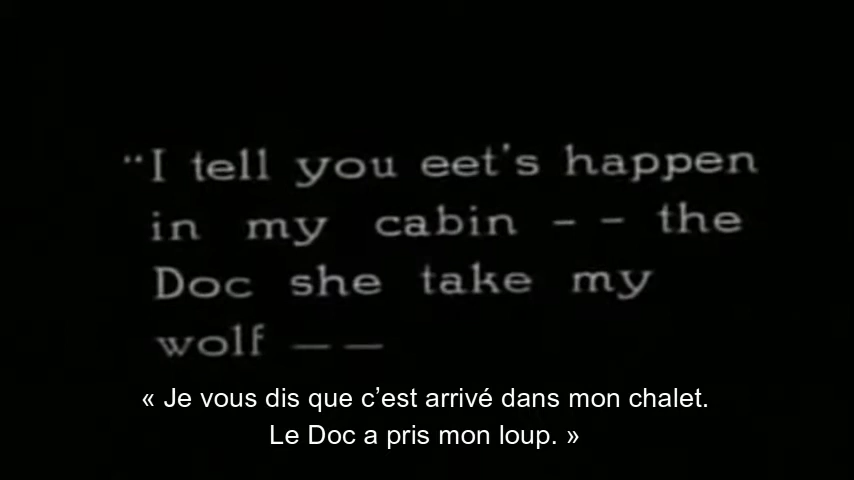 “I tell you eet's happen
in my cabin -- the
Doc she take my
wolf ——
« Je vous dis que c’est arrivé dans mon chalet.
Le Doc a pris mon loup. »